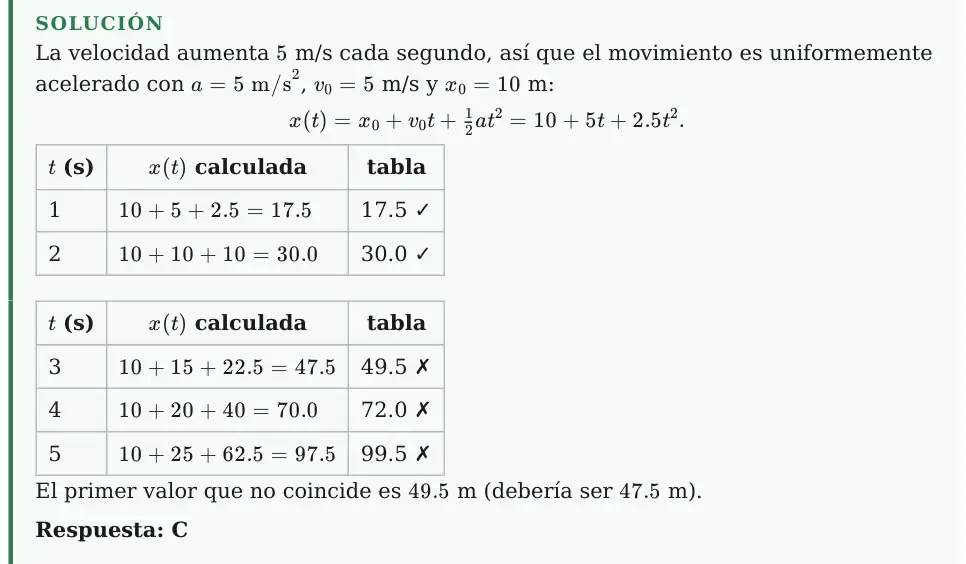 SOLUCIÓN
La velocidad aumenta 5 m/s cada segundo, así que el movimiento es uniformemente
acelerado con a = 5 m/s², v₀ = 5 m/s y x₀ = 10 m:
x(t) = x₀ + v₀t + ½at² = 10 + 5t + 2.5t².
t (s) x(t) calculada tabla
1 10 + 5 + 2.5 = 17.5 17.5 ✓
2 10 + 10 + 10 = 30.0 30.0 ✓
t (s) x(t) calculada tabla
3 10 + 15 + 22.5 = 47.5 49.5 ✗
4 10 + 20 + 40 = 70.0 72.0 ✗
5 10 + 25 + 62.5 = 97.5 99.5 ✗
El primer valor que no coincide es 49.5 m (debería ser 47.5 m).
Respuesta: C